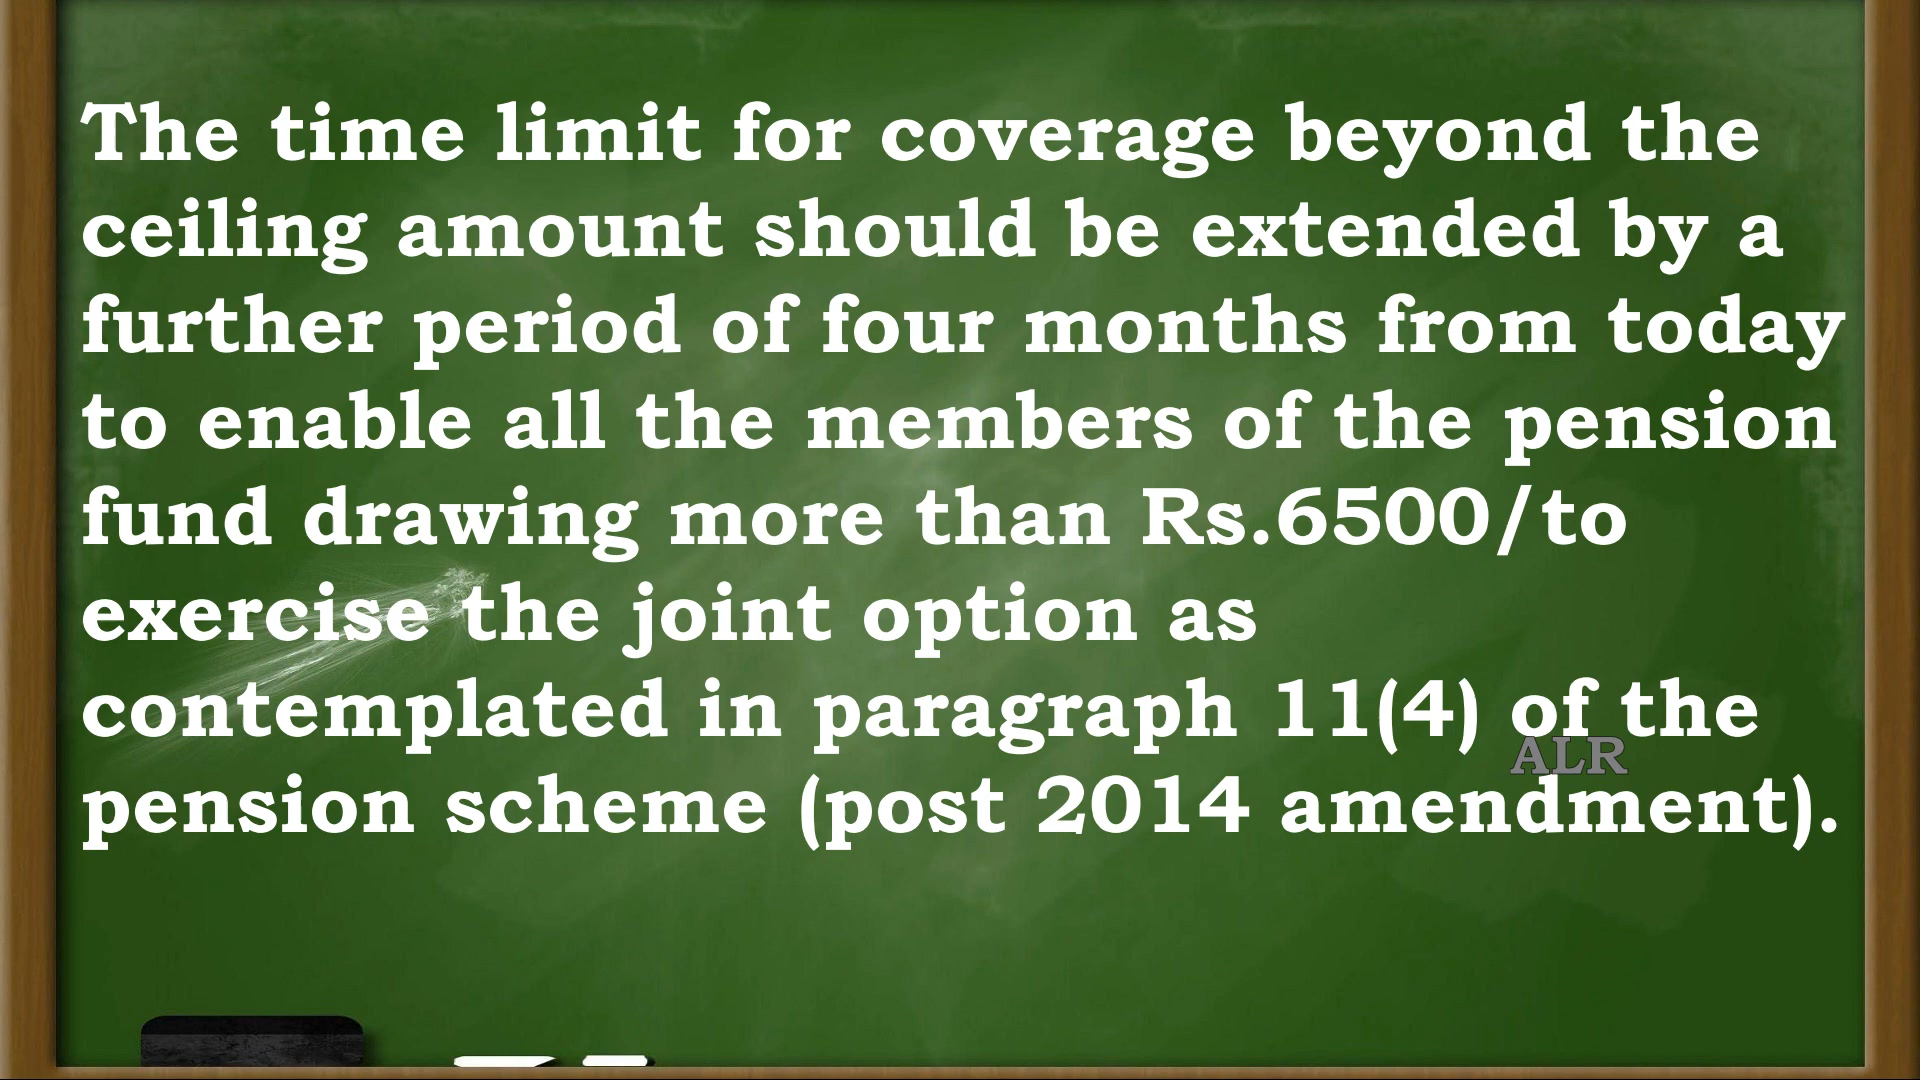 The time limit for coverage beyond the
ceiling amount should be extended by a
further period of four months from today
to enable all the members of the pension
fund drawing more than Rs.6500/to
exercise the joint option as
contemplated in paragraph 11(4) of the
ALR
pension scheme (post 2014 amendment).